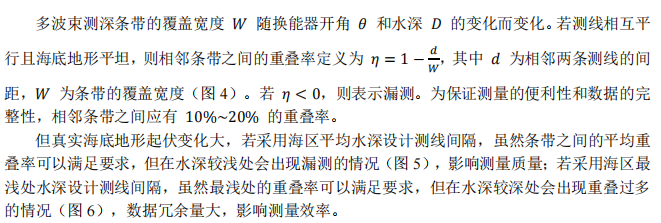 多波束测深条带的覆盖宽度 W 随换能器开角 θ 和水深 D 的变化而变化。若测线相互平
行且海底地形平坦，则相邻条带之间的重叠率定义为 η = 1 − d/W，其中 d 为相邻两条测线的间
距，W 为条带的覆盖宽度（图 4）。若 η < 0，则表示漏测。为保证测量的便利性和数据的完
整性，相邻条带之间应有 10%~20% 的重叠率。
但真实海底地形起伏变化大，若采用海区平均水深设计测线间隔，虽然条带之间的平均重
叠率可以满足要求，但在水深较浅处会出现漏测的情况（图 5），影响测量质量；若采用海区最
浅处水深设计测线间隔，虽然最浅处的重叠率可以满足要求，但在水深较深处会出现重叠过多
的情况（图 6），数据冗余量大，影响测量效率。